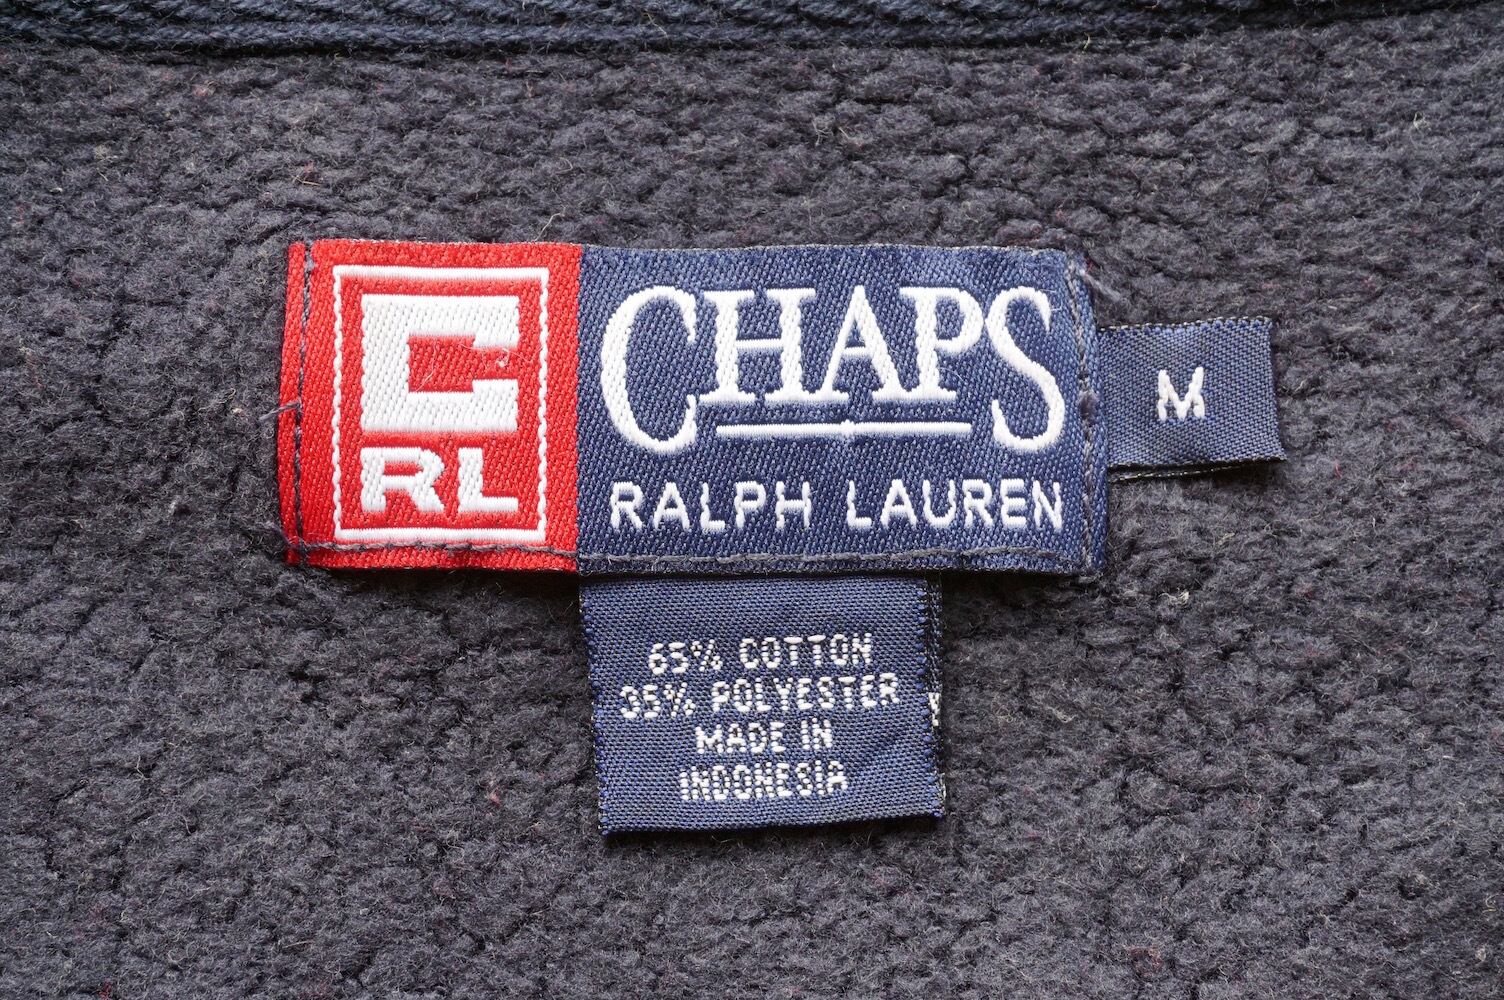 C
RL
CHAPS
RALPH LAUREN
M
65% COTTON
35% POLYESTER
MADE IN
INDONESIA